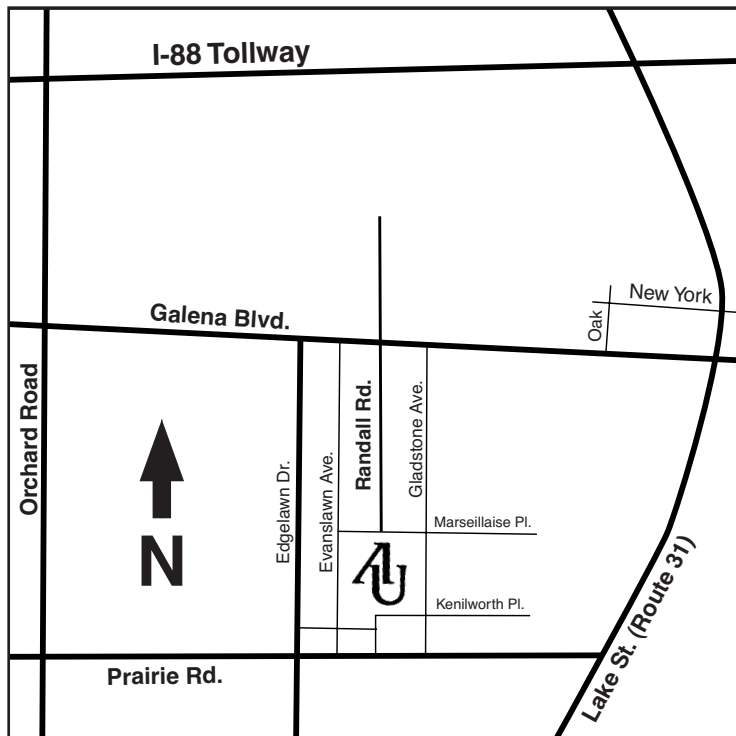 I-88 Tollway
New York
Galena Blvd.
Oak
Orchard Road
Randall Rd.
Gladstone Ave.
Edgelawn Dr.
Evanslawn Ave.
Marseillaise Pl.
N
AU
Kenilworth Pl.
Lake St. (Route 31)
Prairie Rd.